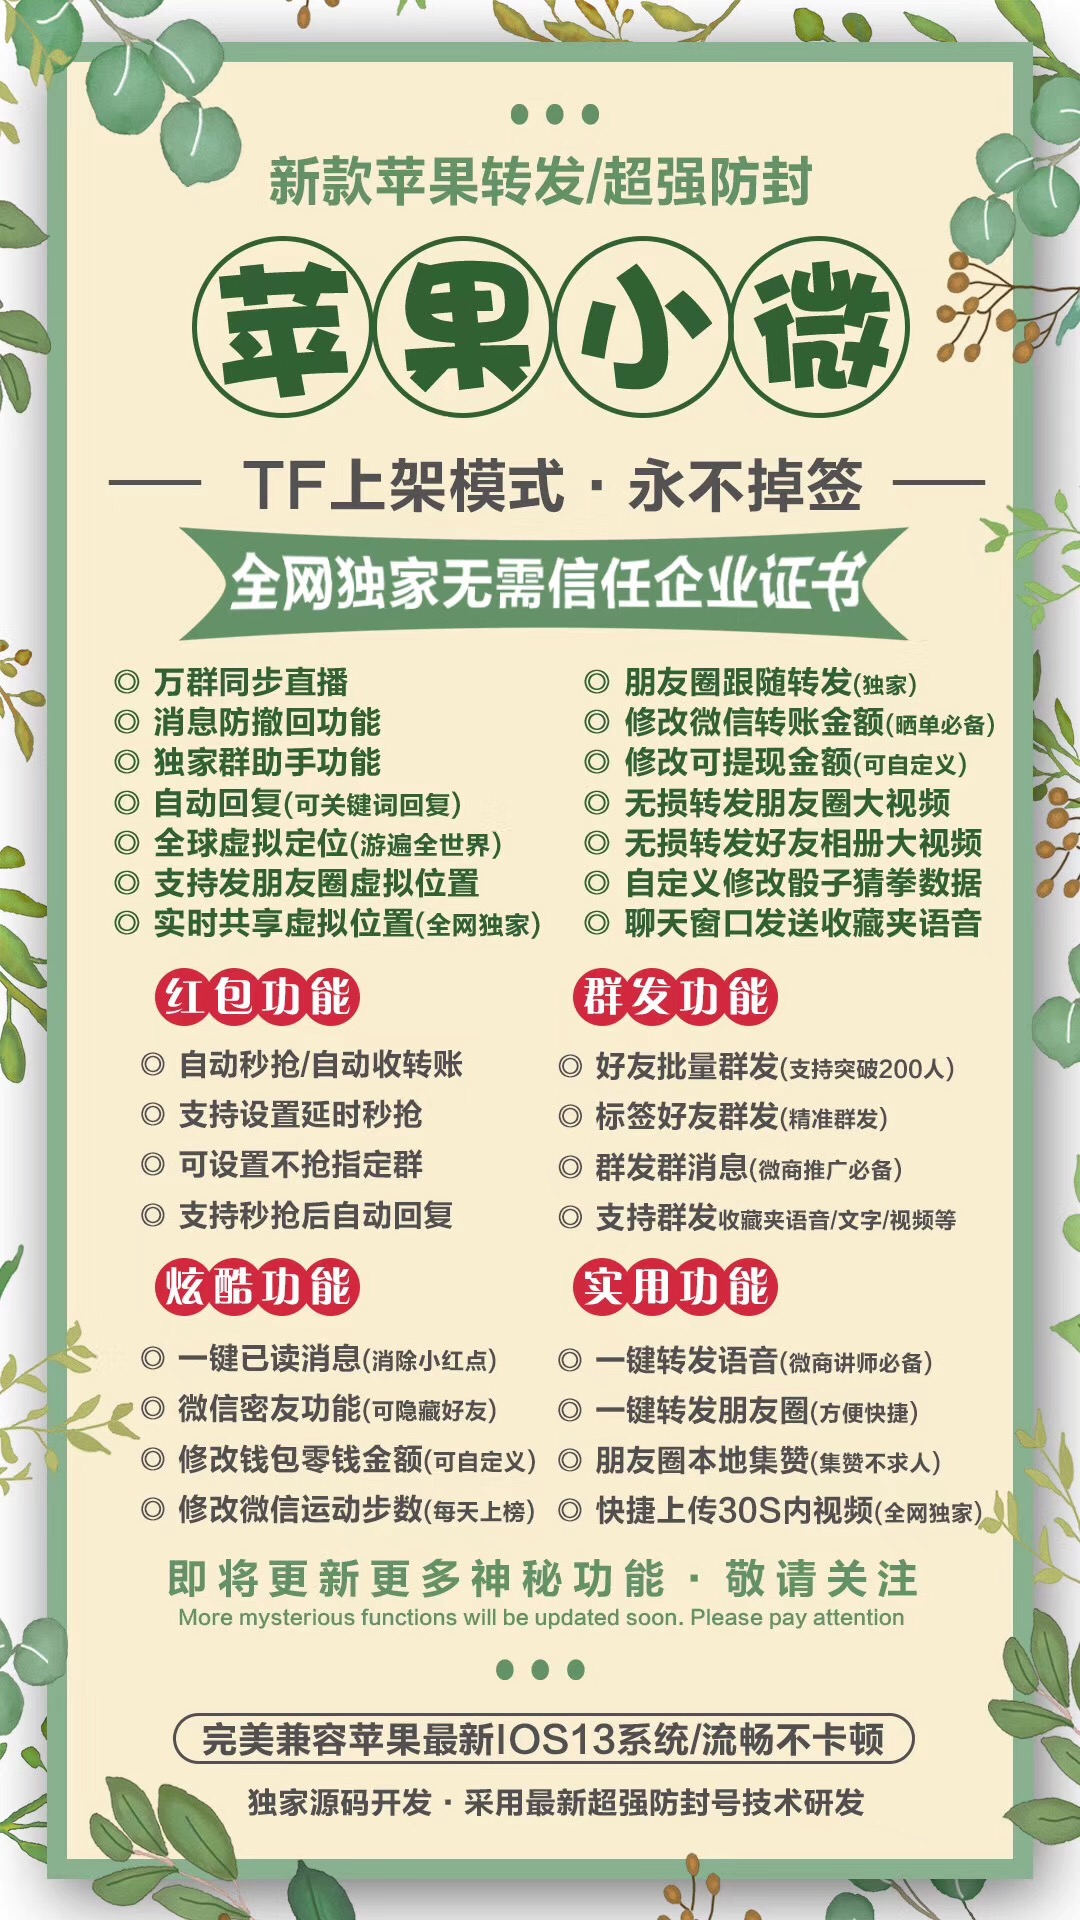 新款苹果转发/超强防封
苹果小微
TF上架模式·永不掉签
全网独家无需信任企业证书
◎ 万群同步直播
◎ 消息防撤回功能
◎ 独家群助手功能
◎ 自动回复(可关键词回复)
◎ 全球虚拟定位(游遍全世界)
◎ 支持发朋友圈虚拟位置
◎ 实时共享虚拟位置(全网独家)
◎ 朋友圈跟随转发(独家)
◎ 修改微信转账金额(晒单必备)
◎ 修改可提现金额(可自定义)
◎ 无损转发朋友圈大视频
◎ 无损转发好友相册大视频
◎ 自定义修改骰子猜拳数据
◎ 聊天窗口发送收藏夹语音
红包功能
◎ 自动秒抢/自动收转账
◎ 支持设置延时秒抢
◎ 可设置不抢指定群
◎ 支持秒抢后自动回复
群发功能
◎ 好友批量群发(支持突破200人)
◎ 标签好友群发(精准群发)
◎ 群发群消息(微商推广必备)
◎ 支持群发收藏夹语音/文字/视频等
炫酷功能
◎ 一键已读消息(消除小红点)
◎ 微信密友功能(可隐藏好友)
◎ 修改钱包零钱金额(可自定义)
◎ 修改微信运动步数(每天上榜)
实用功能
◎ 一键转发语音(微商讲师必备)
◎ 一键转发朋友圈(方便快捷)
◎ 朋友圈本地集赞(集赞不求人)
◎ 快捷上传30S内视频(全网独家)
即将更新更多神秘功能·敬请关注
More mysterious functions will be updated soon. Please pay attention
完美兼容苹果最新IOS13系统/流畅不卡顿
独家源码开发·采用最新超强防封号技术研发